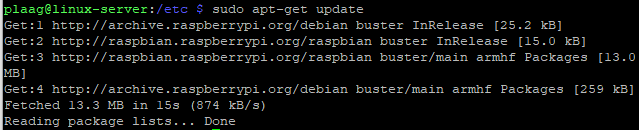 plaag@linux-server:/etc $ sudo apt-get update
Get:1 http://archive.raspberrypi.org/debian buster InRelease [25.2 kB]
Get:2 http://raspbian.raspberrypi.org/raspbian buster InRelease [15.0 kB]
Get:3 http://raspbian.raspberrypi.org/raspbian buster/main armhf Packages [13.0
MB]
Get:4 http://archive.raspberrypi.org/debian buster/main armhf Packages [259 kB]
Fetched 13.3 MB in 15s (874 kB/s)
Reading package lists... Done